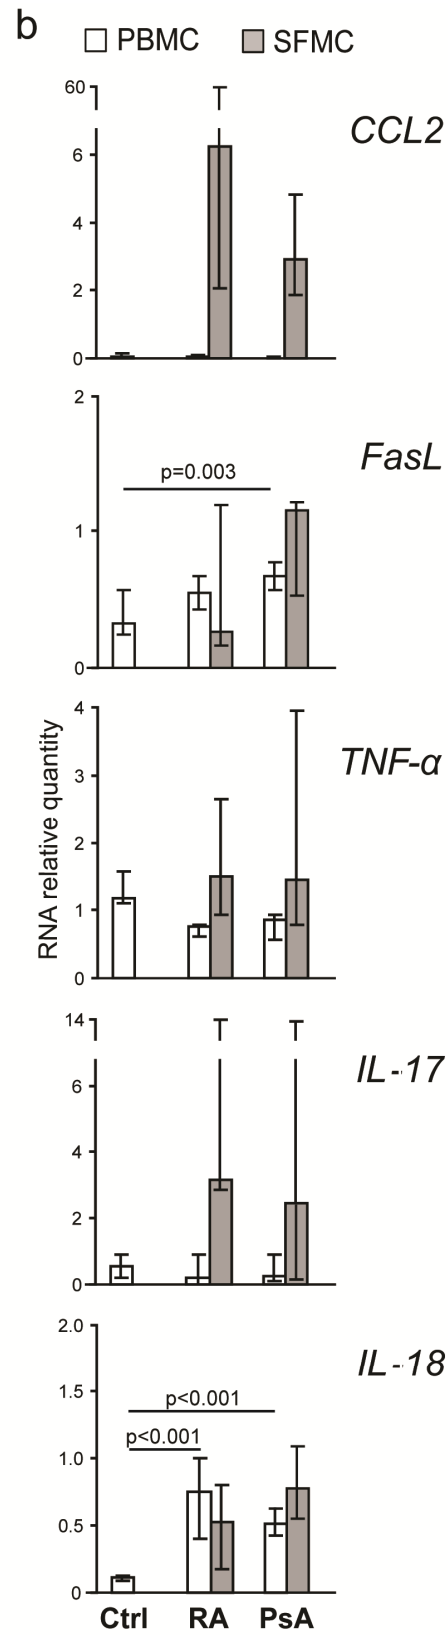 b
PBMC SFMC
CCL2
60
6
4
2
0
FasL
2
p=0.003
1
0
RNA relative quantity
TNF-α
4
3
2
1
0
IL-17
14
6
4
2
0
IL-18
2.0
1.5
p<0.001
p<0.001
1.0
0.5
0
Ctrl RA PsA